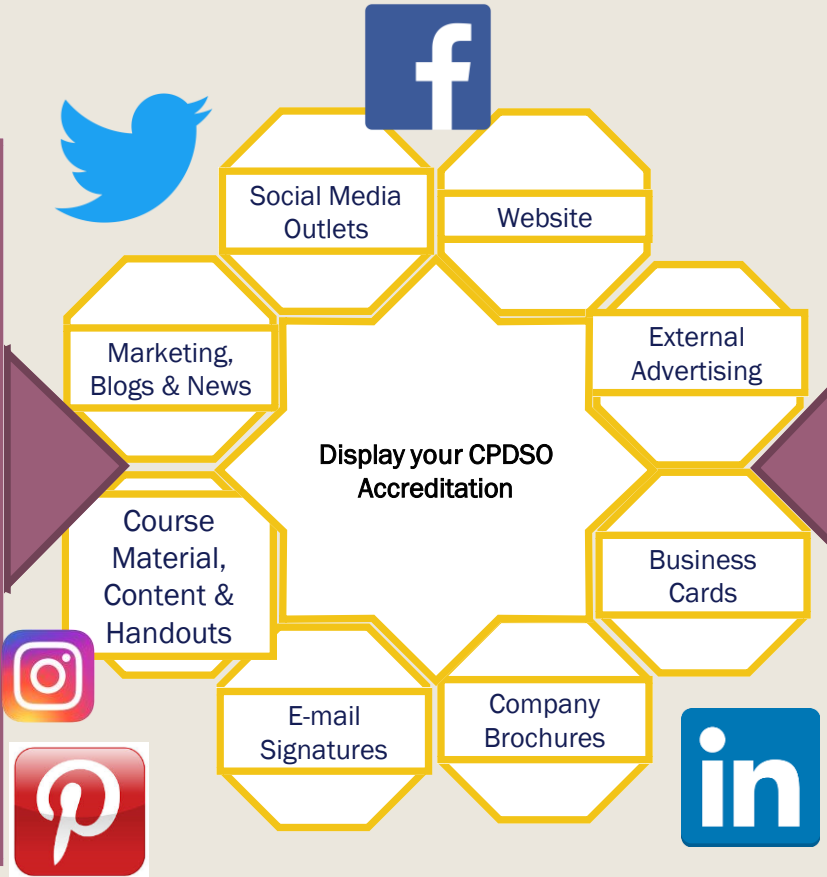 Social Media
Outlets
Website
External
Advertising
Business
Cards
Company
Brochures
E-mail
Signatures
Course
Material,
Content &
Handouts
Marketing,
Blogs & News
Display your CPDSO
Accreditation
f
in